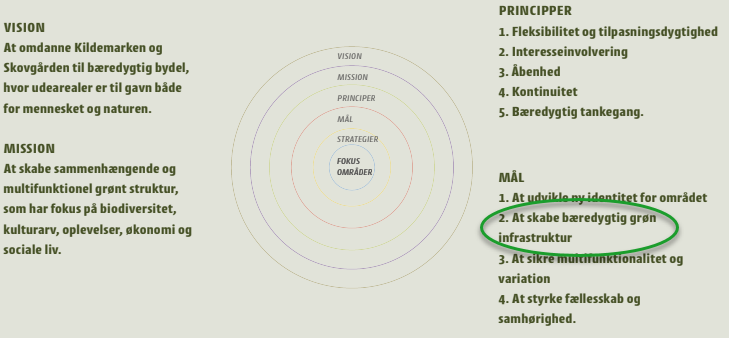 VISION
At omdanne Kildemarken og
Skovgården til bæredygtig bydel,
hvor udearealer er til gavn både
for mennesket og naturen.
MISSION
At skabe sammenhængende og
multifunktionel grønt struktur,
som har fokus på biodiversitet,
kulturarv, oplevelser, økonomi og
sociale liv.
VISION
MISSION
PRINCIPER
MÅL
STRATEGIER
FOKUS
OMRÅDER
PRINCIPPER
1. Fleksibilitet og tilpasningsdygtighed
2. Interesseinvolvering
3. Åbenhed
4. Kontinuitet
5. Bæredygtig tankegang.
MÅL
1. At udvikle ny identitet for området
2. At skabe bæredygtig grøn
infrastruktur
3. At sikre multifunktionalitet og
variation
4. At styrke fællesskab og
samhørighed.